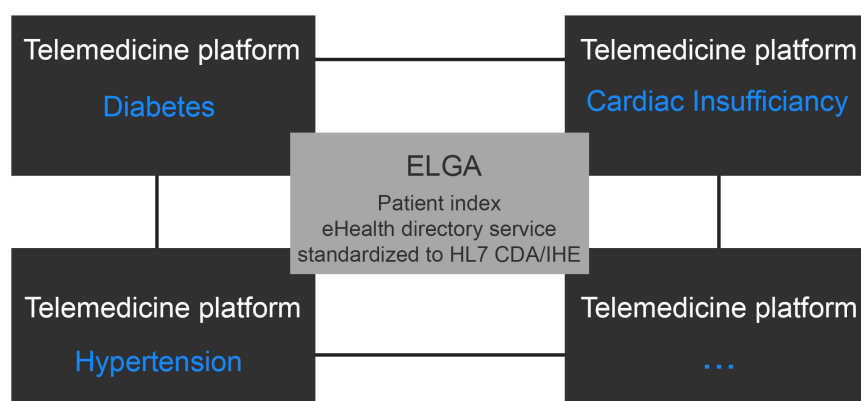 Telemedicine platform
Diabetes
Telemedicine platform
Cardiac Insufficiancy
ELGA
Patient index
eHealth directory service
standardized to HL7 CDA/IHE
Telemedicine platform
Hypertension
Telemedicine platform
...